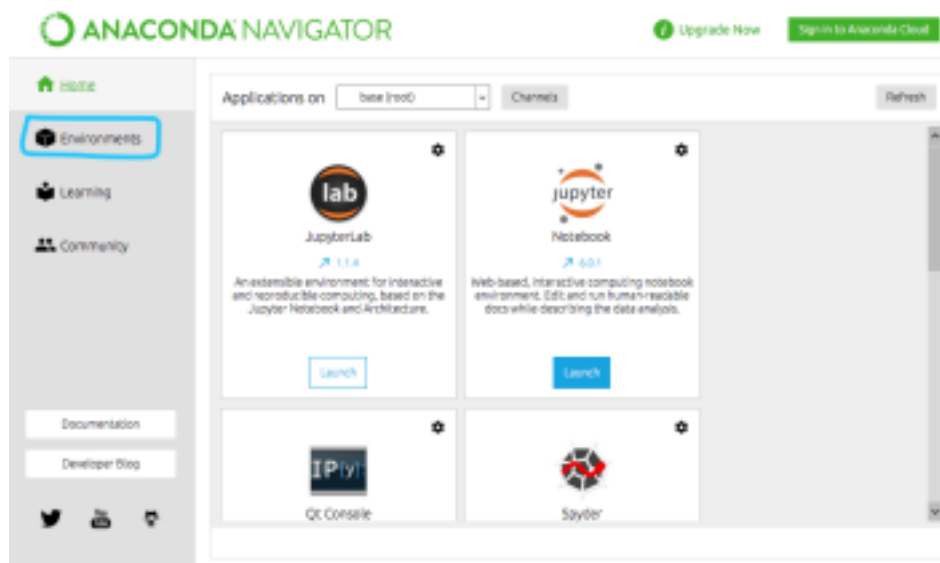 ANACONDA NAVIGATOR
Upgrade Now
Sign in to Anaconda Cloud
Home
Applications on
base (root)
Channels
Refresh
Environments
Learning
Community
lab
JupyterLab
1.1.4
An extensible environment for interactive
and reproducible computing, based on the
Jupyter Notebook and Architecture.
Launch
jupyter
Notebook
6.0.1
Web-based, interactive computing notebook
environment. Edit and run human-readable
docs while describing the data analysis.
Launch
Documentation
Developer Blog
You
Tube
IP[y]:
Qt Console
Spyder